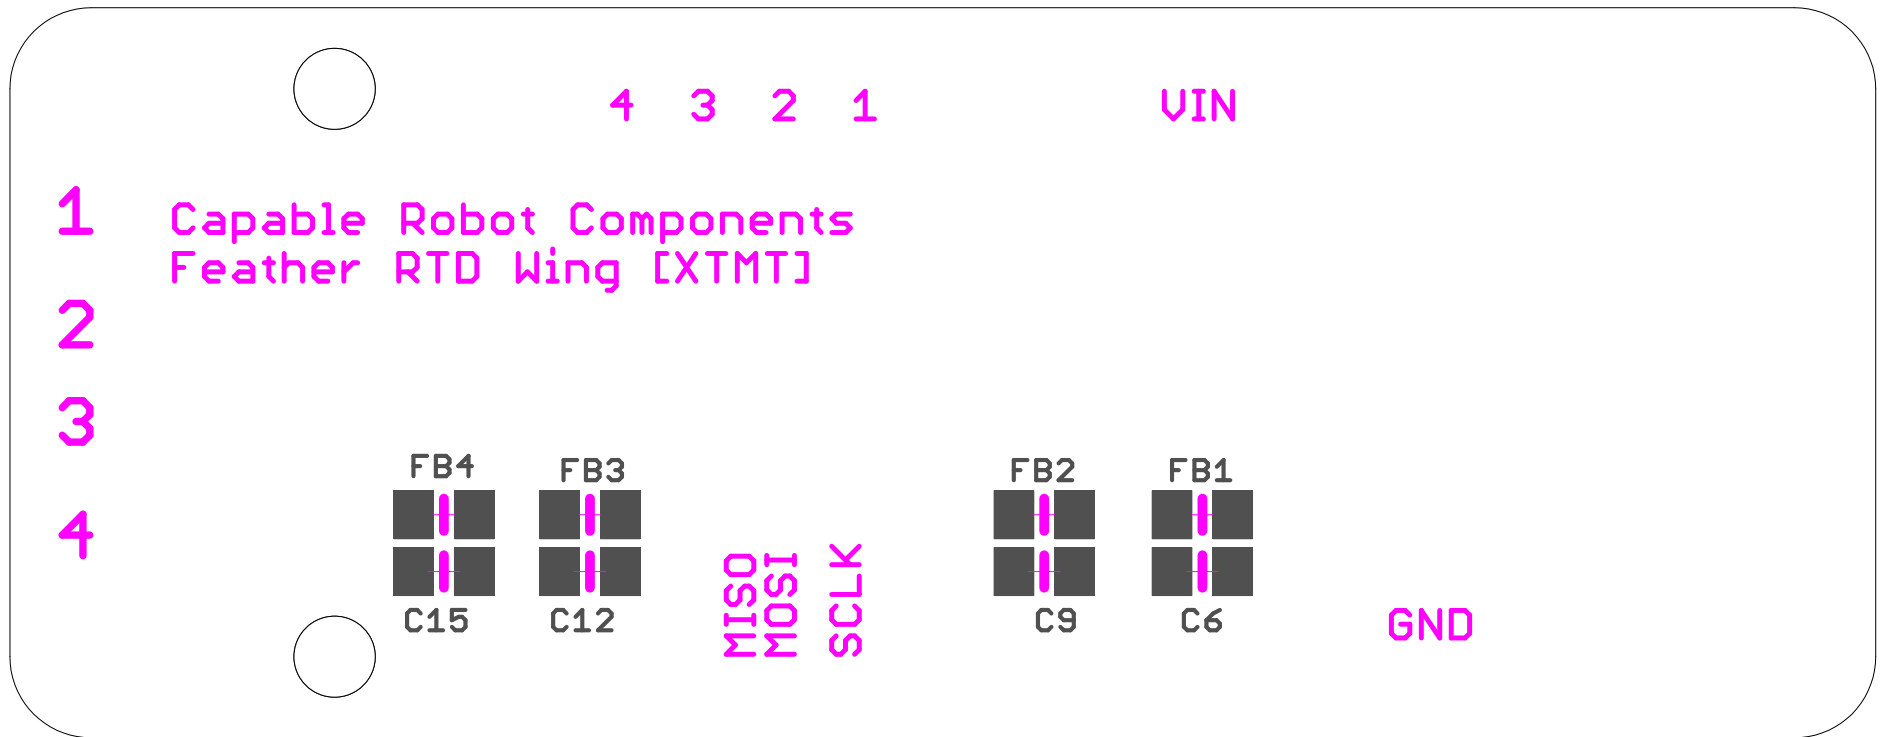 4 3 2 1 VIN
1
Capable Robot Components
Feather RTD Wing [XTMT]
2
3
4
FB4 FB3 FB2 FB1
MISO
MOSI
SCLK
C15 C12 C9 C6
GND